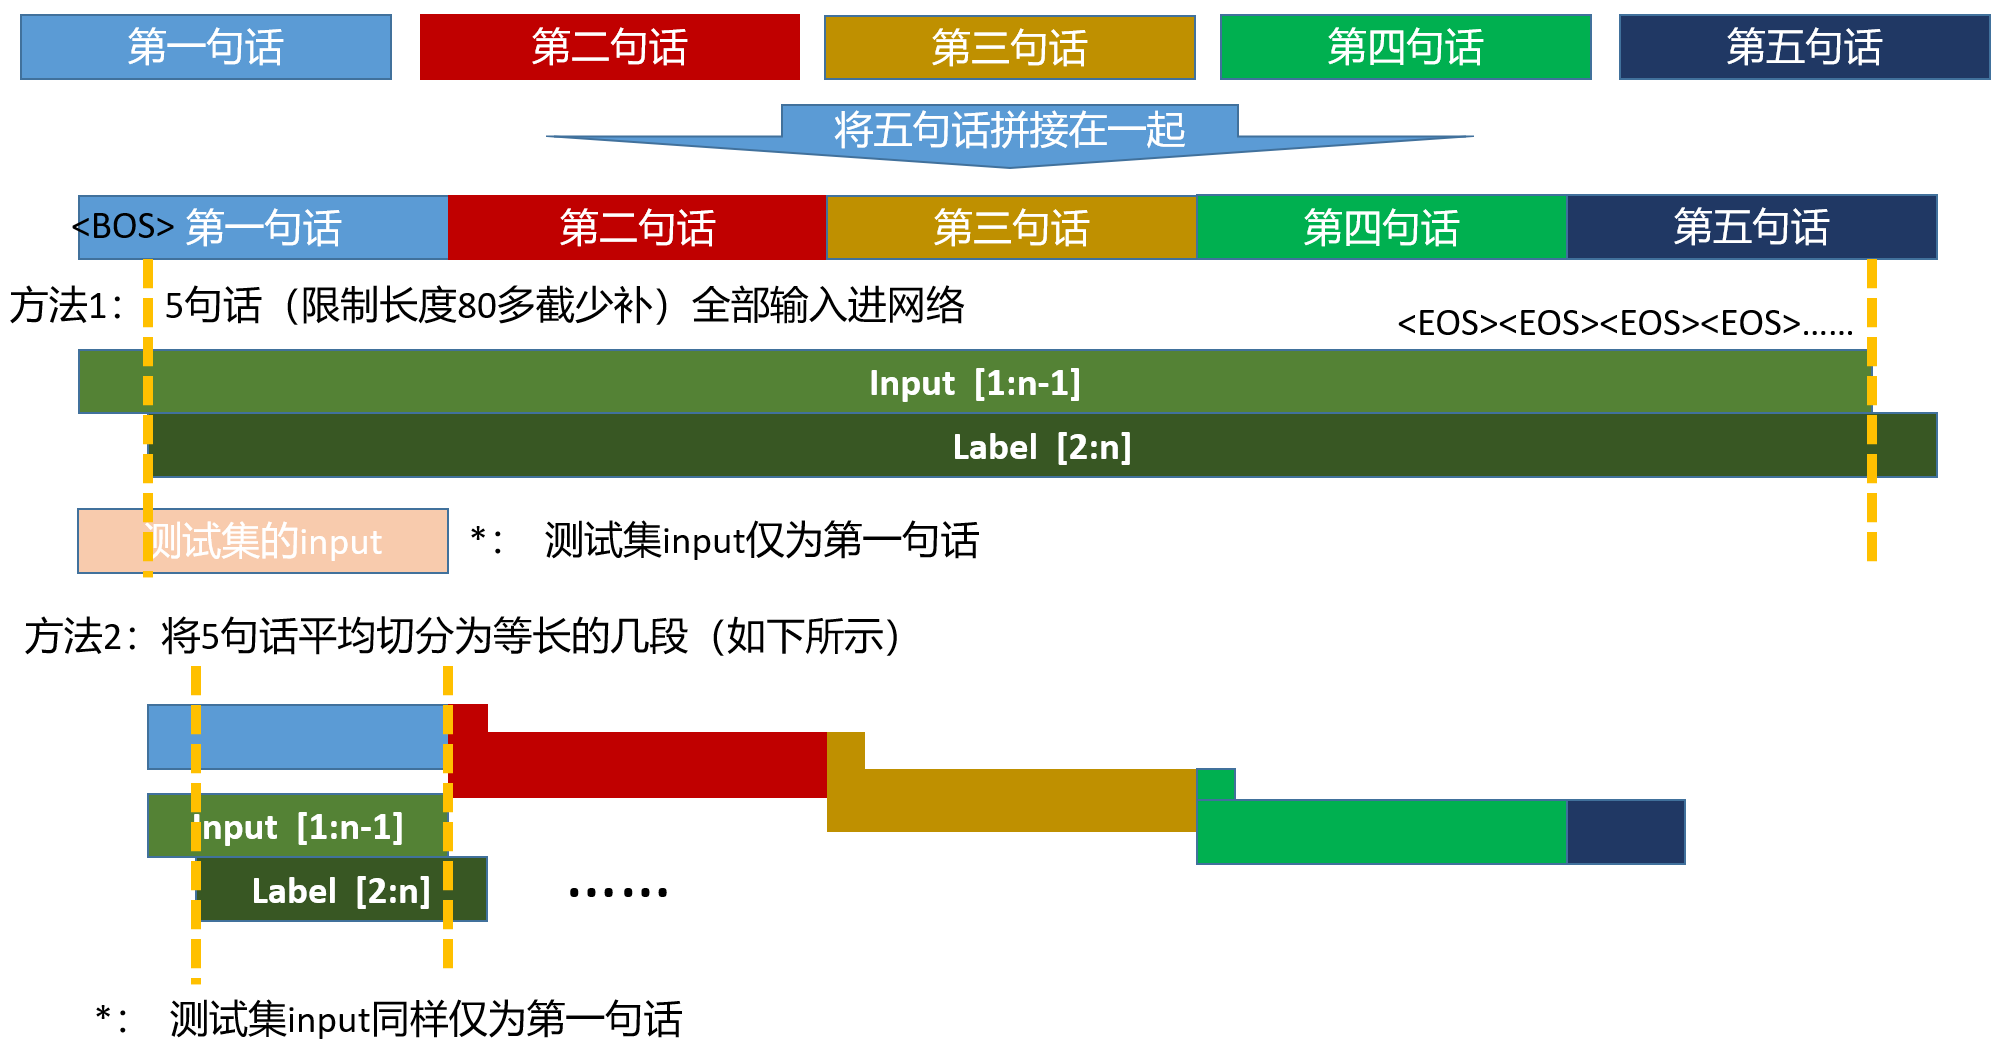 第一句话 第二句话 第三句话 第四句话 第五句话
将五句话拼接在一起
<BOS> 第一句话 第二句话 第三句话 第四句话 第五句话
方法1： 5句话（限制长度80多截少补）全部输入进网络
<EOS><EOS><EOS><EOS>……
Input [1:n-1]
Label [2:n]
测试集的input *： 测试集input仅为第一句话
方法2：将5句话平均切分为等长的几段（如下所示）
Input [1:n-1]
Label [2:n] ……
*： 测试集input同样仅为第一句话